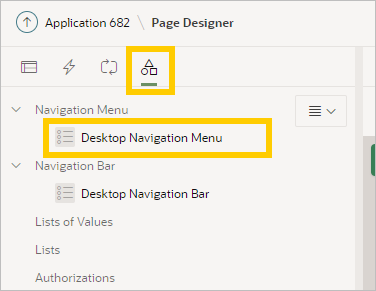 Application 682 \ Page Designer
Navigation Menu
Desktop Navigation Menu
Navigation Bar
Desktop Navigation Bar
Lists of Values
Lists
Authorizations